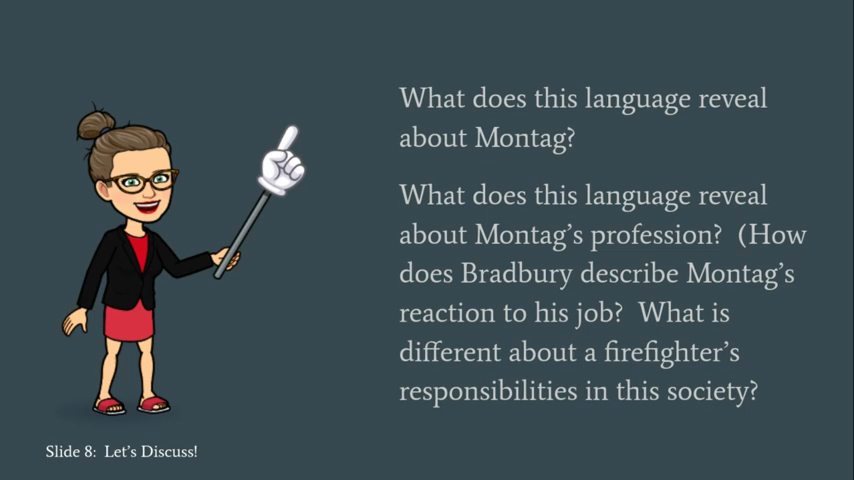 What does this language reveal
about Montag?
What does this language reveal
about Montag’s profession?  (How
does Bradbury describe Montag’s
reaction to his job?  What is
different about a firefighter’s
responsibilities in this society?
Slide 8:  Let’s Discuss!